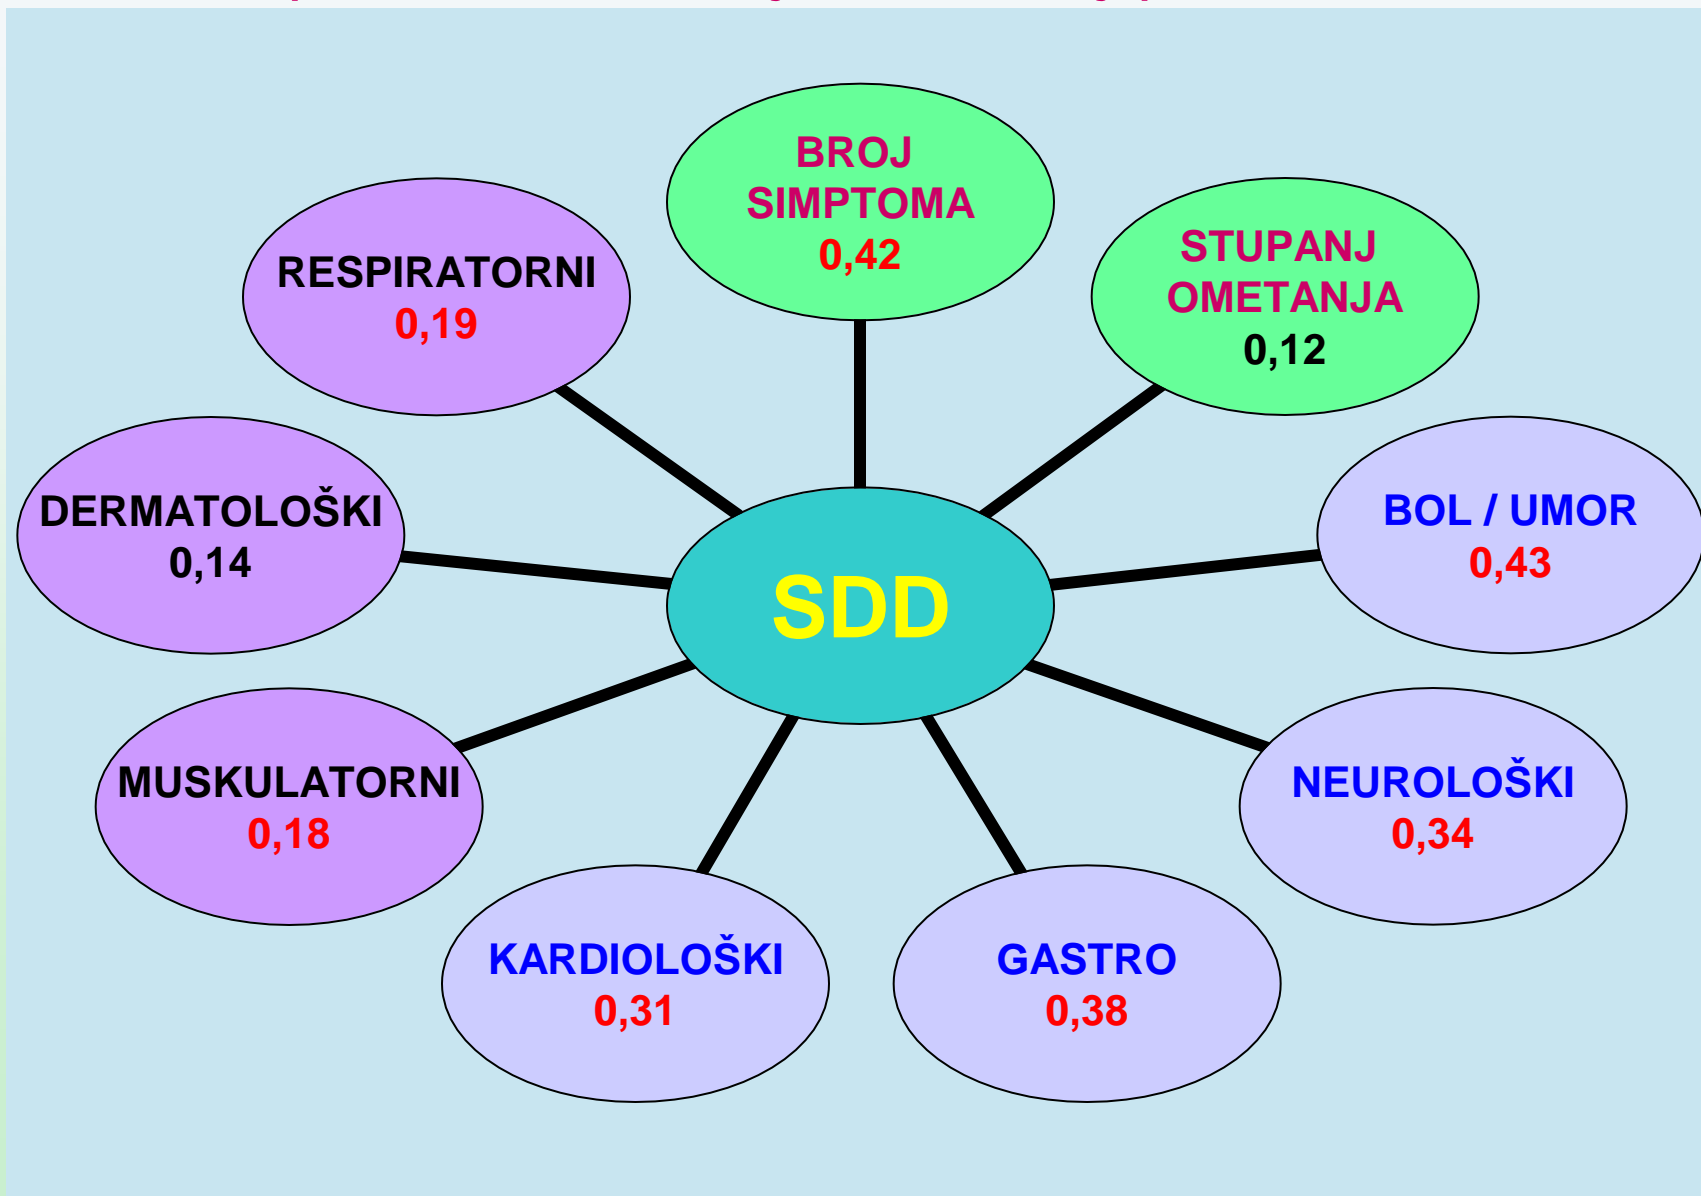 BROJ
SIMPTOMA
0,42
STUPANJ
OMETANJA
0,12
RESPIRATORNI
0,19
DERMATOLOŠKI
0,14
BOL / UMOR
0,43
SDD
MUSKULATORNI
0,18
NEUROLOŠKI
0,34
KARDIOLOŠKI
0,31
GASTRO
0,38